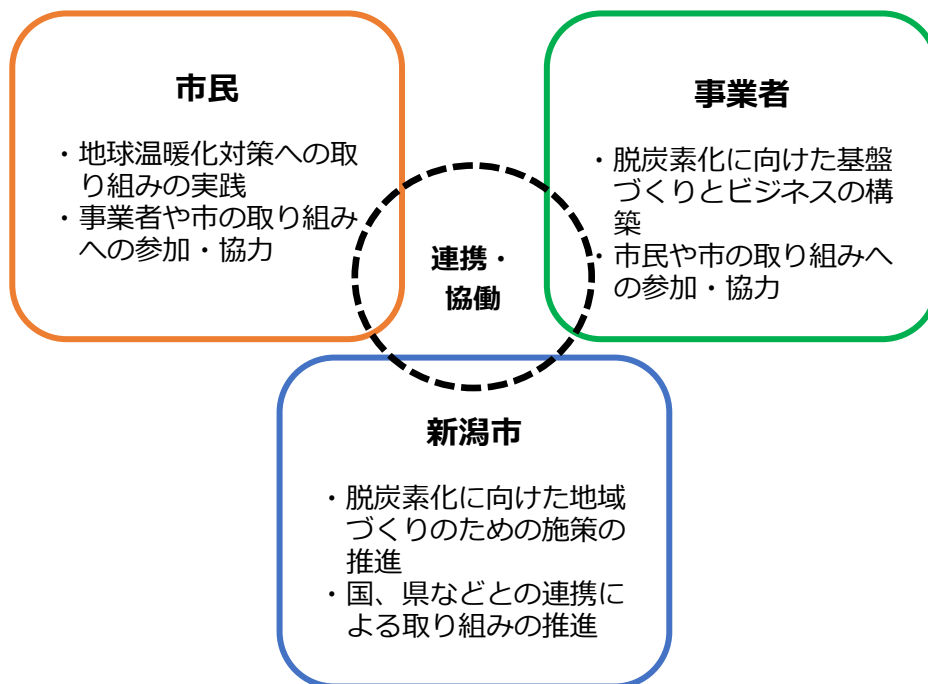 市民
・地球温暖化対策への取
り組みの実践
・事業者や市の取り組み
への参加・協力
事業者
・脱炭素化に向けた基盤
づくりとビジネスの構
築
・市民や市の取り組みへ
の参加・協力
連携・
協働
新潟市
・脱炭素化に向けた地域
づくりのための施策の
推進
・国、県などとの連携に
よる取り組みの推進